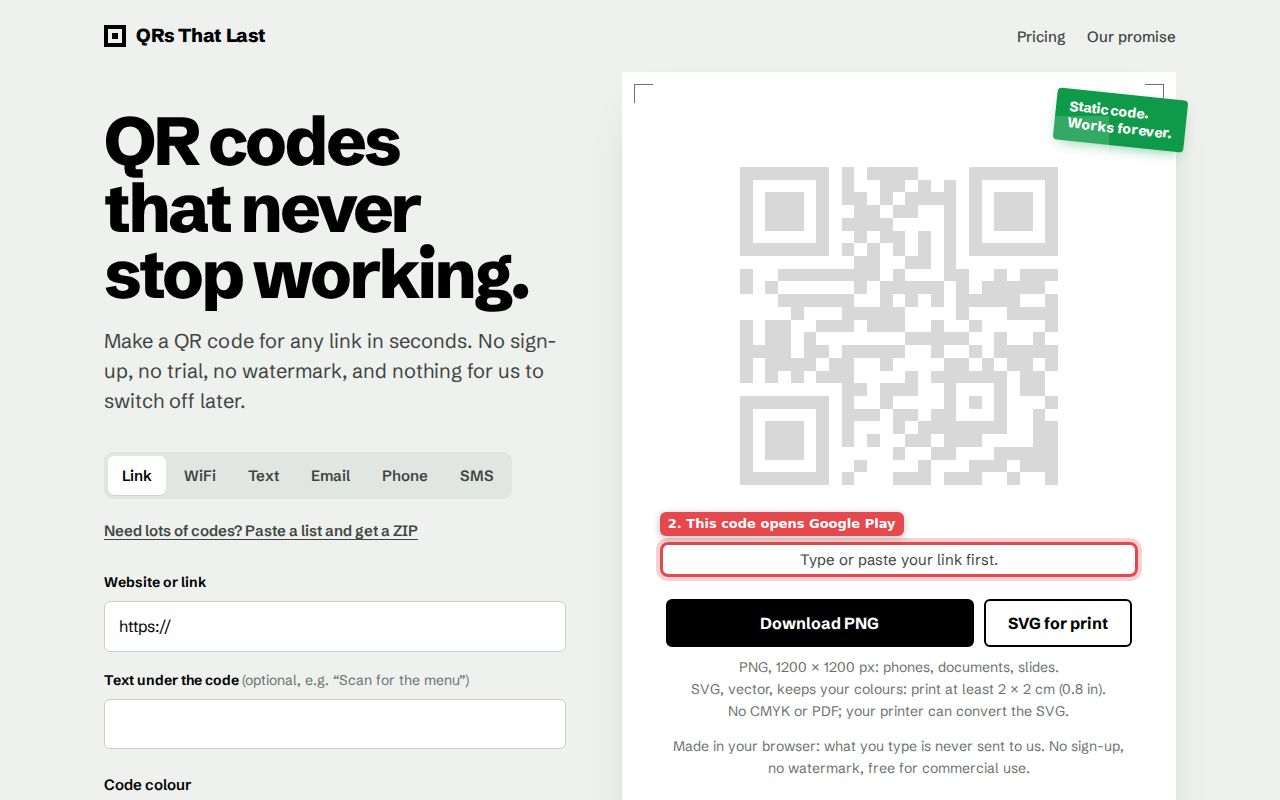 QRs That Last
Pricing
Our promise
QR codes
that never
stop working.
Make a QR code for any link in seconds. No sign-
up, no trial, no watermark, and nothing for us to
switch off later.
Link
WiFi
Text
Email
Phone
SMS
Need lots of codes? Paste a list and get a ZIP
Website or link
https://
Text under the code (optional, e.g. “Scan for the menu”)
Code colour
Static code.
Works forever.
2. This code opens Google Play
Type or paste your link first.
Download PNG
SVG for print
PNG, 1200 × 1200 px: phones, documents, slides.
SVG, vector, keeps your colours: print at least 2 × 2 cm (0.8 in).
No CMYK or PDF; your printer can convert the SVG.
Made in your browser: what you type is never sent to us. No sign-up,
no watermark, free for commercial use.